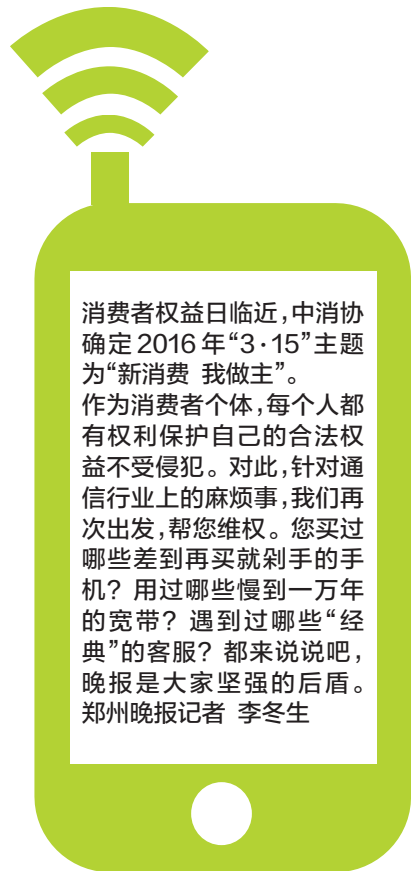 消费者权益日临近，中消协
确定2016年“3·15”主题
为“新消费 我做主”。
作为消费者个体，每个人都
有权利保护自己的合法权
益不受侵犯。对此，针对通
信行业上的麻烦事，我们再
次出发，帮您维权。您买过
哪些差到再买就剁手的手
机？用过哪些慢到一万年
的宽带？遇到过哪些“经
典”的客服？都来说说吧，
晚报是大家坚强的后盾。
郑州晚报记者 李冬生